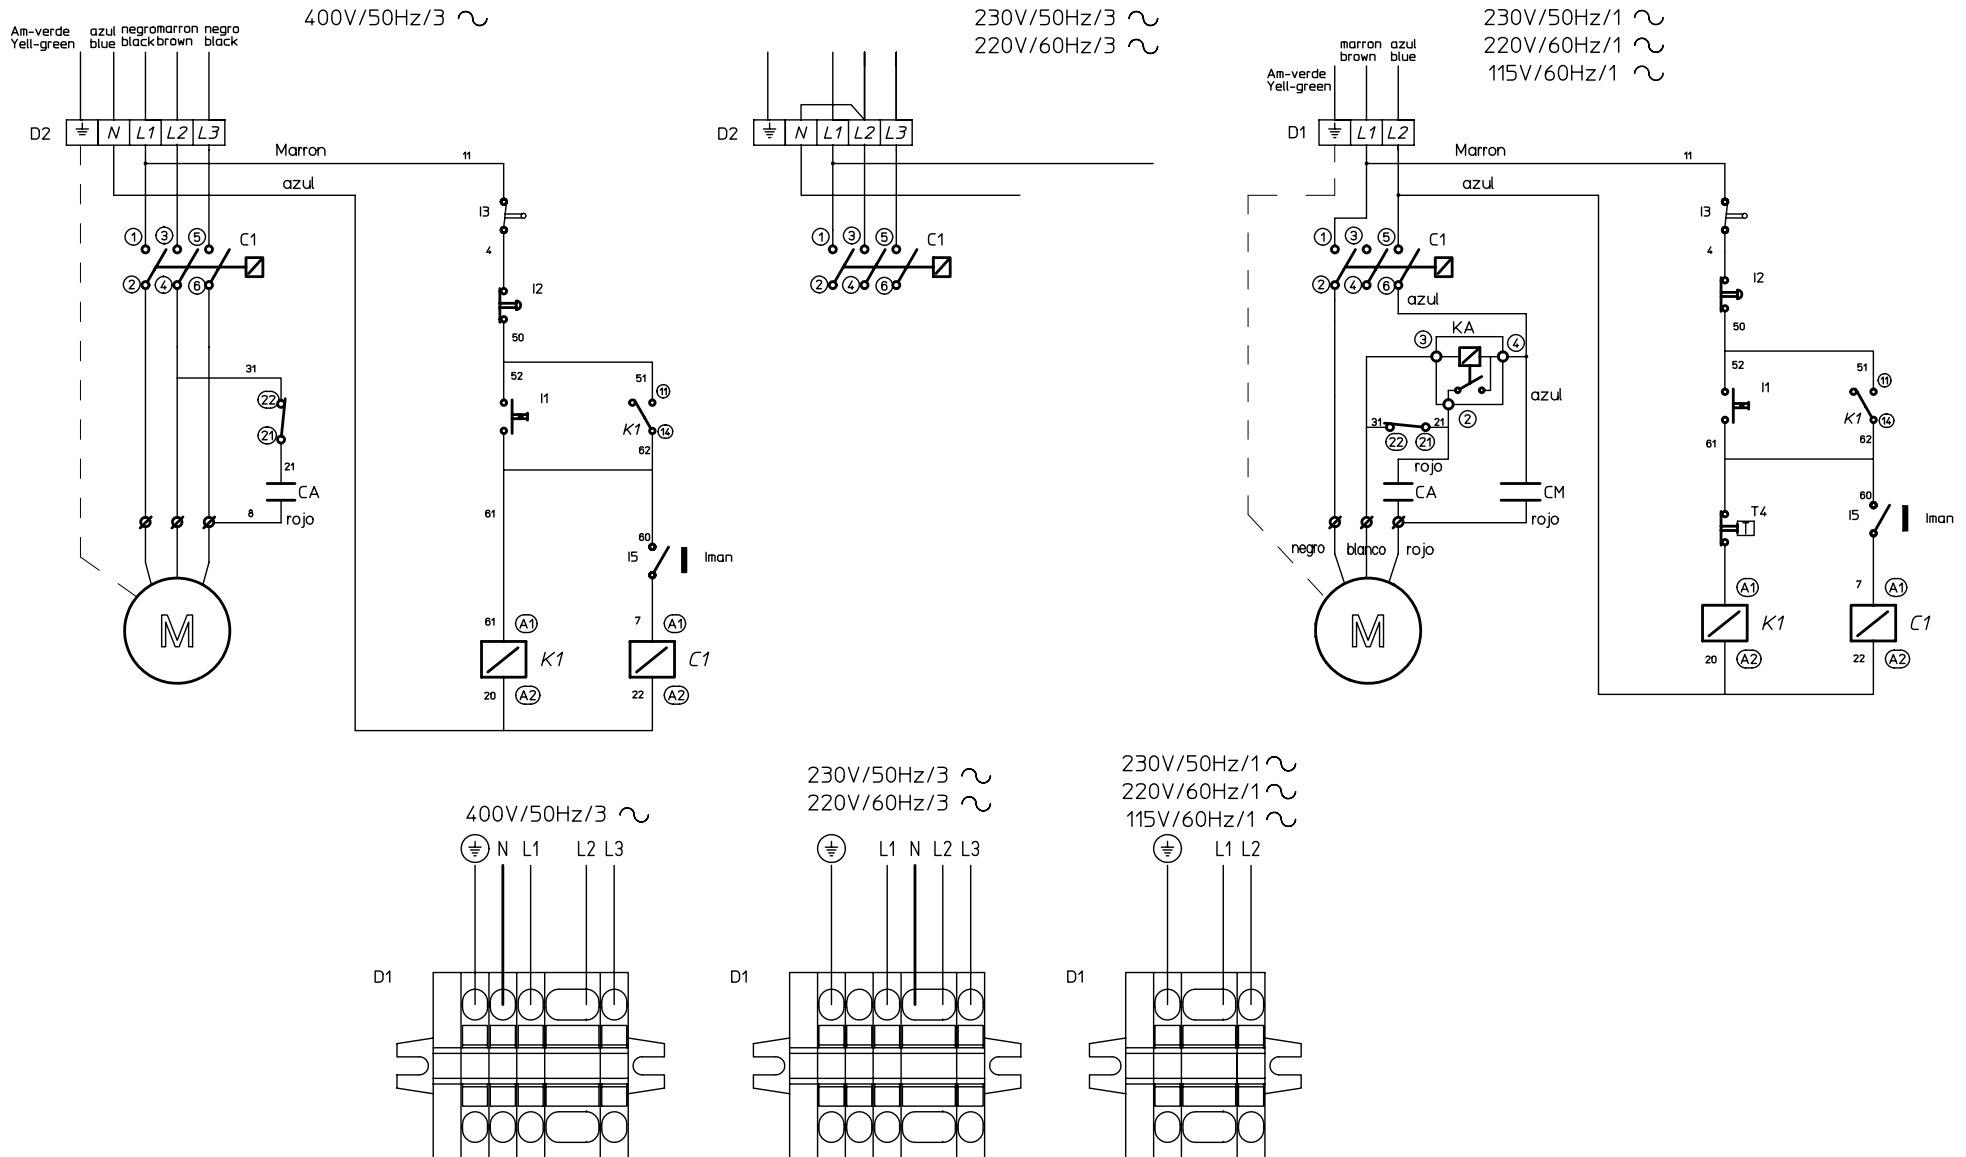 400V/50Hz/3
Am-verde
Yell-green
azul
blue
negro
black
marron
brown
negro
black
D2
N L1 L2 L3
Marron
11
azul
I3
4
1 3 5
C1
2 4 6
I2
50
31
52
51
11
22
I1
K1
14
21
62
21
CA
61
8
rojo
60
I5
Iman
M
61
A1
7
A1
K1
C1
20
A2
22
A2
230V/50Hz/3
220V/60Hz/3
D2
N L1 L2 L3
1 3 5
C1
2 4 6
230V/50Hz/1
220V/60Hz/1
115V/60Hz/1
marron
brown
azul
blue
Am-verde
Yell-green
D1
L1 L2
Marron
11
azul
I3
4
1 3 5
C1
2 4 6
azul
I2
50
KA
3
4
52
51
11
azul
I1
2
K1
14
31
21
22 21
61
62
rojo
CA
CM
60
T4
I5
Iman
rojo
negro blanco rojo
M
A1
7
A1
K1
C1
20
A2
22
A2
400V/50Hz/3
N L1 L2 L3
D1
230V/50Hz/3
220V/60Hz/3
L1 N L2 L3
D1
230V/50Hz/1
220V/60Hz/1
115V/60Hz/1
L1 L2
D1